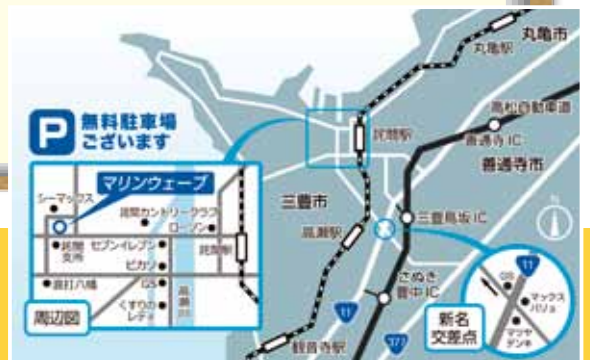 丸亀市
丸亀駅
高松自動車道
P 無料駐車場
ございます
詫間駅
善通寺IC
善通寺市
マリンウェーブ
シーマックス
詫間カントリークラブ
ローソン
三豊市
三豊鳥坂IC
詫間
支所
セブンイレブン
詫間駅
高瀬駅
ピカソ
N
浪打八幡
GS
高瀬川
さぬき
豊中IC
GS
11
マックス
バリュ
くすりの
レデイ
周辺図
11
新名
交差点
マツヤ
デンキ
377
観音寺駅